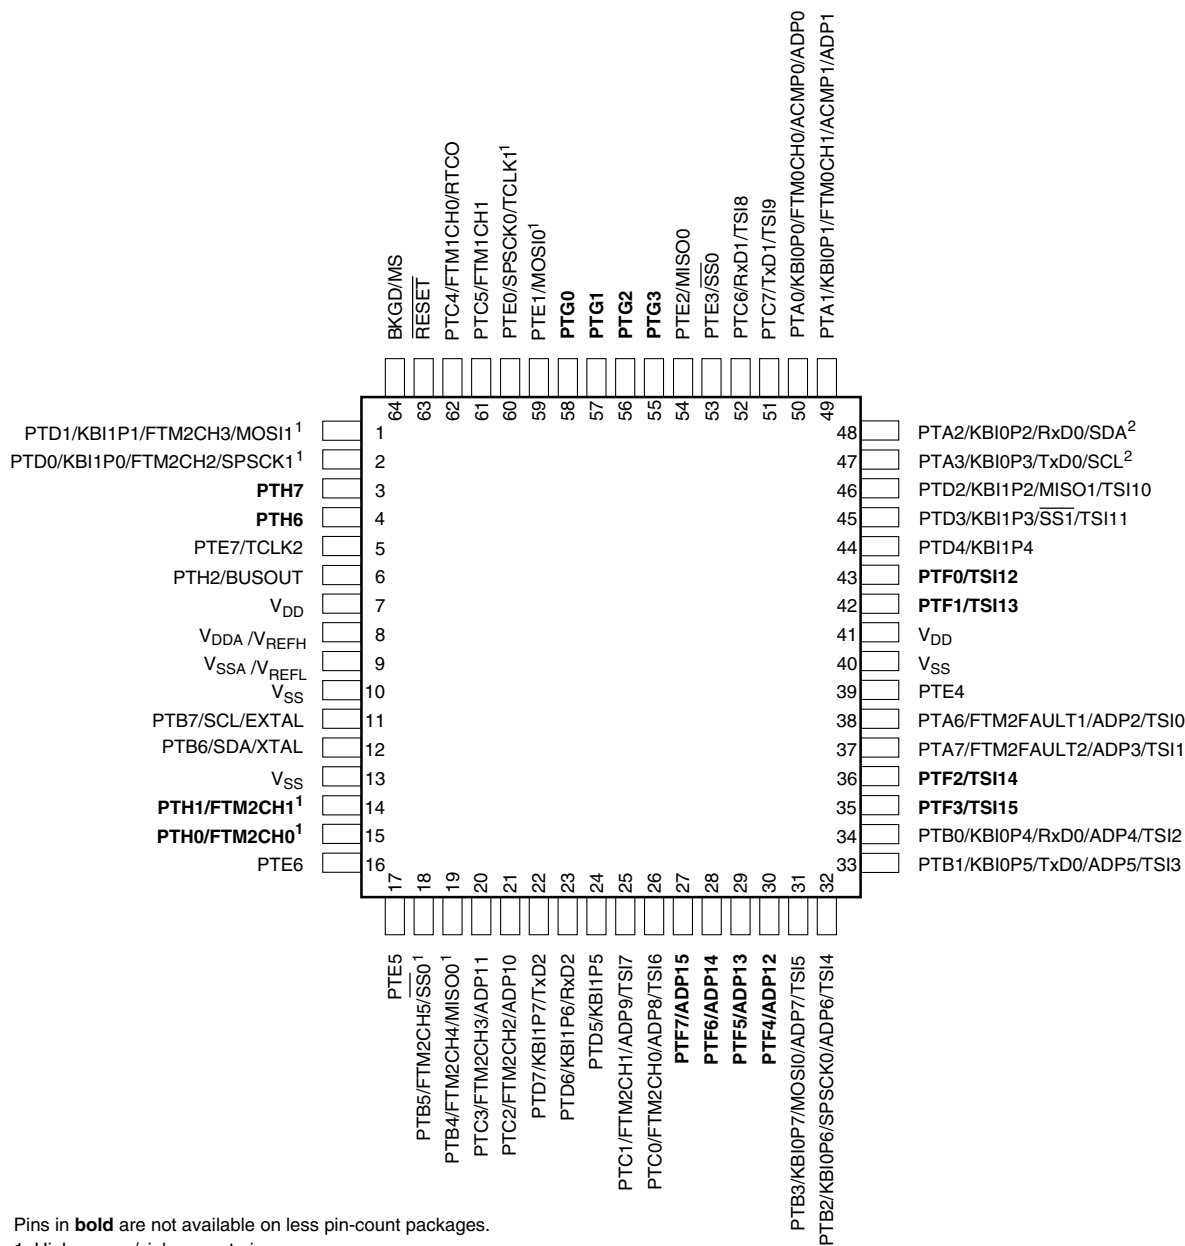 BKGD/MS
RESET
PTC4/FTM1CH0/RTCO
PTC5/FTM1CH1
PTE0/SPSCK0/TCLK1¹
PTE1/MOSI0¹
PTG0
PTG1
PTG2
PTG3
PTE2/MISO0
PTE3/SS0
PTC6/RxD1/TSI8
PTC7/TxD1/TSI9
PTA0/KBI0P0/FTM0CH0/ACMP0/ADP0
PTA1/KBI0P1/FTM0CH1/ACMP1/ADP1
64 63 62 61 60 59 58 57 56 55 54 53 52 51 50 49
PTD1/KBI1P1/FTM2CH3/MOSI1¹ 1
PTD0/KBI1P0/FTM2CH2/SPSCK1¹ 2
PTH7 3
PTH6 4
PTE7/TCLK2 5
PTH2/BUSOUT 6
VDD 7
VDDA /VREFH 8
VSSA /VREFL 9
VSS 10
PTB7/SCL/EXTAL 11
PTB6/SDA/XTAL 12
VSS 13
PTH1/FTM2CH1¹ 14
PTH0/FTM2CH0¹ 15
PTE6 16
48 PTA2/KBI0P2/RxD0/SDA²
47 PTA3/KBI0P3/TxD0/SCL²
46 PTD2/KBI1P2/MISO1/TSI10
45 PTD3/KBI1P3/SS1/TSI11
44 PTD4/KBI1P4
43 PTF0/TSI12
42 PTF1/TSI13
41 VDD
40 VSS
39 PTE4
38 PTA6/FTM2FAULT1/ADP2/TSI0
37 PTA7/FTM2FAULT2/ADP3/TSI1
36 PTF2/TSI14
35 PTF3/TSI15
34 PTB0/KBI0P4/RxD0/ADP4/TSI2
33 PTB1/KBI0P5/TxD0/ADP5/TSI3
17 18 19 20 21 22 23 24 25 26 27 28 29 30 31 32
PTE5
PTB5/FTM2CH5/SS0¹
PTB4/FTM2CH4/MISO0¹
PTC3/FTM2CH3/ADP11
PTC2/FTM2CH2/ADP10
PTD7/KBI1P7/TxD2
PTD6/KBI1P6/RxD2
PTD5/KBI1P5
PTC1/FTM2CH1/ADP9/TSI7
PTC0/FTM2CH0/ADP8/TSI6
PTF7/ADP15
PTF6/ADP14
PTF5/ADP13
PTF4/ADP12
PTB3/KBI0P7/MOSI0/ADP7/TSI5
PTB2/KBI0P6/SPSCK0/ADP6/TSI4
Pins in bold are not available on less pin-count packages.